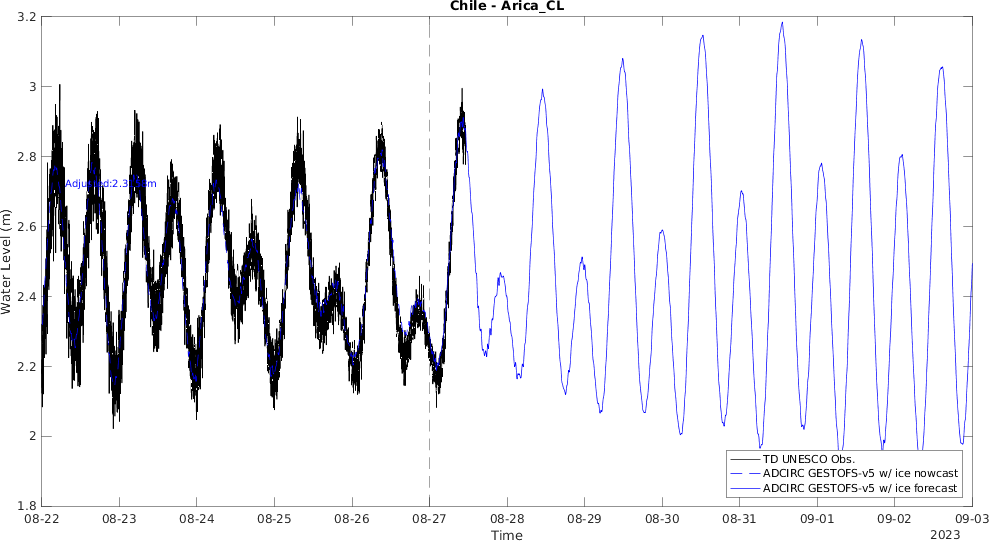 Chile - Arica_CL
3.2
3
2.8
2.6
2.4
2.2
2
1.8
Water Level (m)
TD UNESCO Obs.
ADCIRC GESTOFS-v5 w/ ice nowcast
ADCIRC GESTOFS-v5 w/ ice forecast
08-22 08-23 08-24 08-25 08-26 08-27 08-28 08-29 08-30 08-31 09-01 09-02 09-03
Time
2023